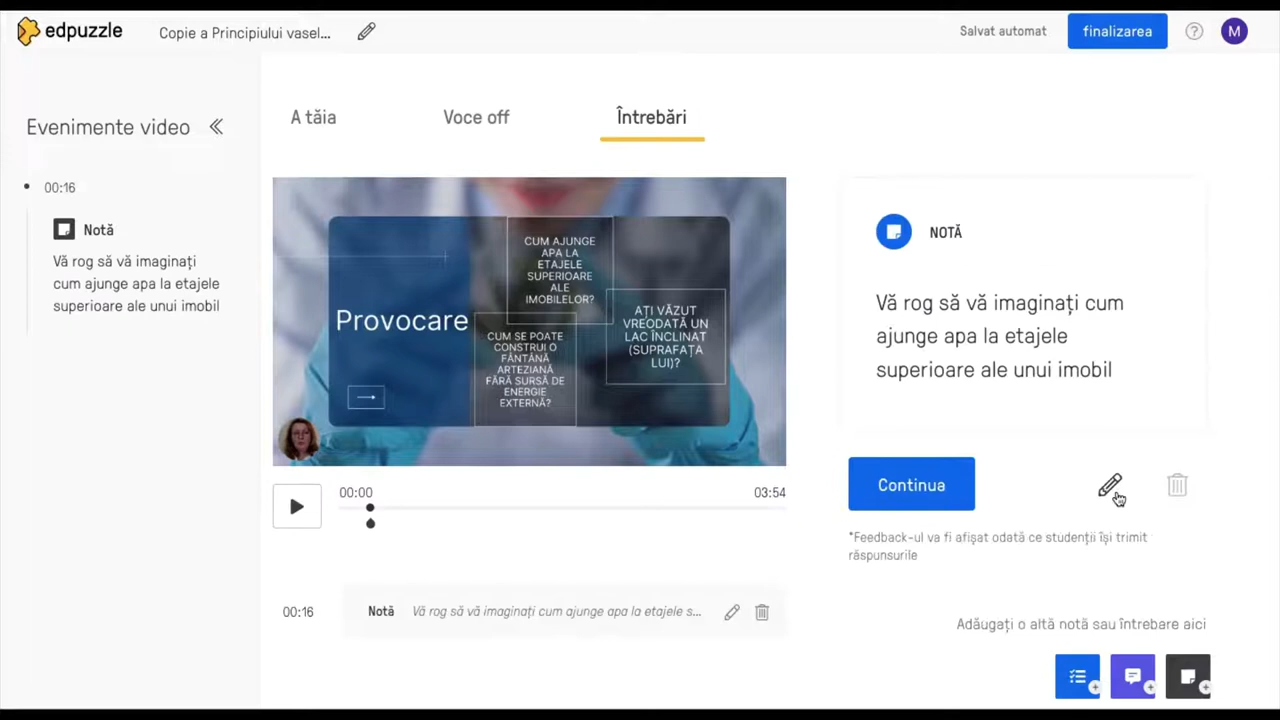 edpuzzle
Copie a Principiului vasel...
Salvat automat
finalizarea
?
M
Evenimente video
A tăia
Voce off
Întrebări
00:16
Notă
Vă rog să vă imaginați
cum ajunge apa la etajele
superioare ale unui imobil
Provocare
CUM AJUNGE
APA LA
ETAJELE
SUPERIOARE
ALE
IMOBILELOR?
CUM SE POATE
CONSTRUI O
FÂNTÂNĂ
ARTEZIANĂ
FĂRĂ SURSĂ DE
ENERGIE
EXTERNĂ?
AȚI VĂZUT
VREODATĂ UN
LAC ÎNCLINAT
(SUPRAFAȚA
LUI)?
00:00
03:54
00:16
Notă
Vă rog să vă imaginați cum ajunge apa la etajele s...
NOTĂ
Vă rog să vă imaginați cum
ajunge apa la etajele
superioare ale unui imobil
Continua
*Feedback-ul va fi afișat odată ce studenții își trimit
răspunsurile
Adăugați o altă notă sau întrebare aici